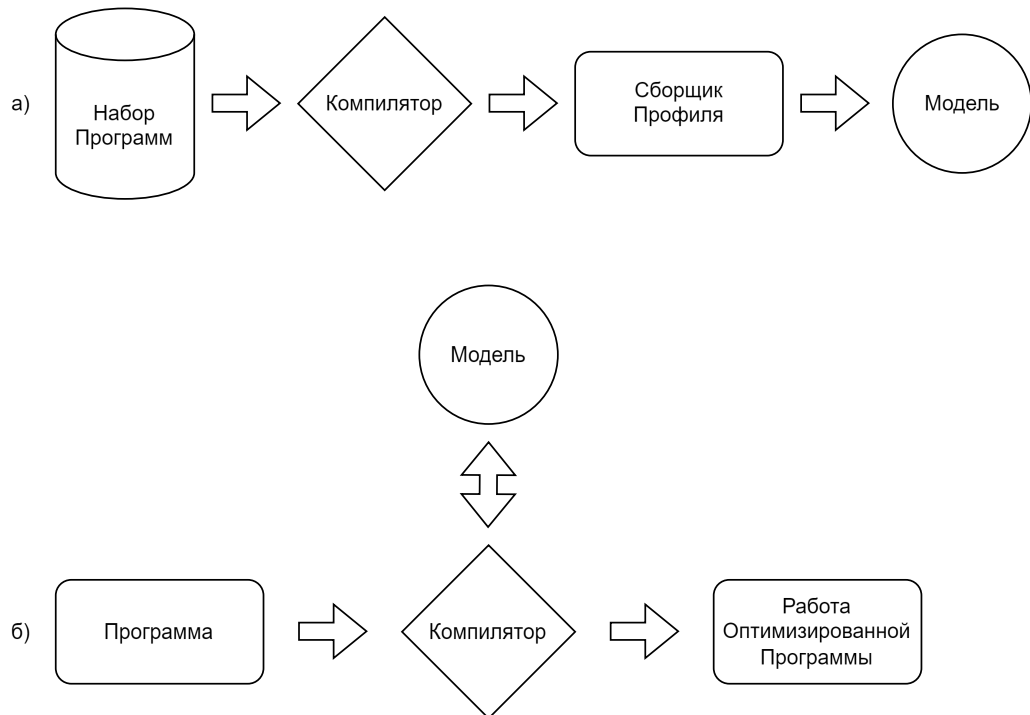 а)
Набор
Программ
Компилятор
Сборщик
Профиля
Модель
Модель
б)
Программа
Компилятор
Работа
Оптимизированной
Программы